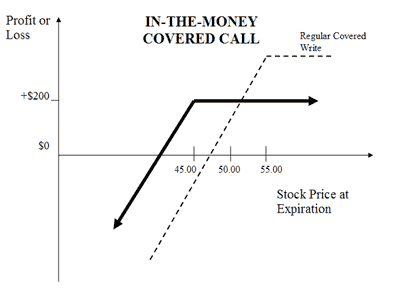 Profit or
Loss
IN-THE-MONEY
COVERED CALL
Regular Covered
Write
+$200
$0
45.00 50.00 55.00
Stock Price at
Expiration